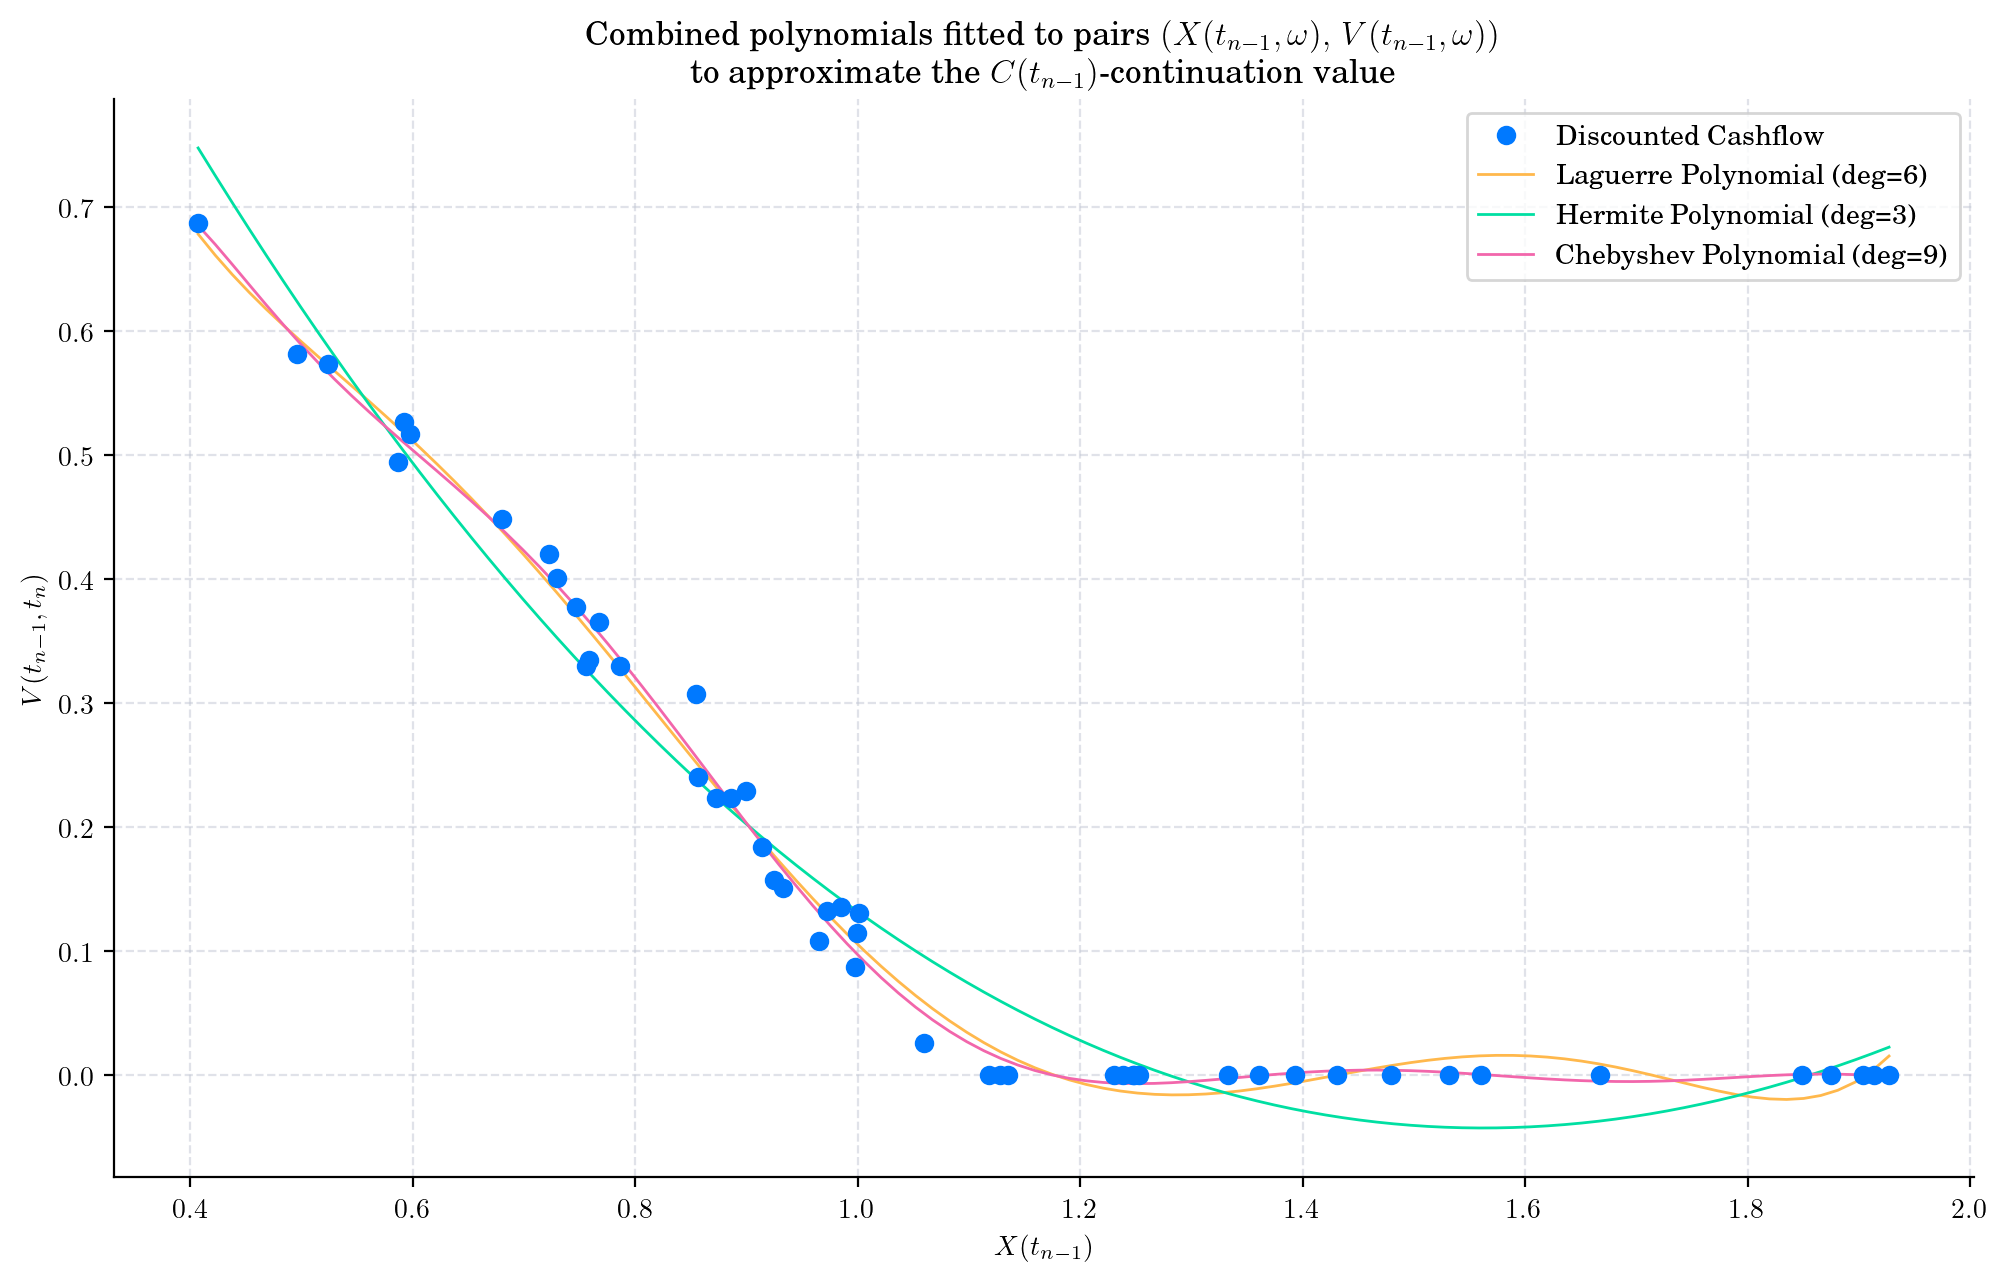 Combined polynomials fitted to pairs $(X(t_{n-1}, \omega), V(t_{n-1}, \omega))$
to approximate the $C(t_{n-1})$-continuation value
Discounted Cashflow
Laguerre Polynomial (deg=6)
Hermite Polynomial (deg=3)
Chebyshev Polynomial (deg=9)
$V(t_{n-1}, t_n)$
0.7
0.6
0.5
0.4
0.3
0.2
0.1
0.0
0.4 0.6 0.8 1.0 1.2 1.4 1.6 1.8 2.0
$X(t_{n-1})$